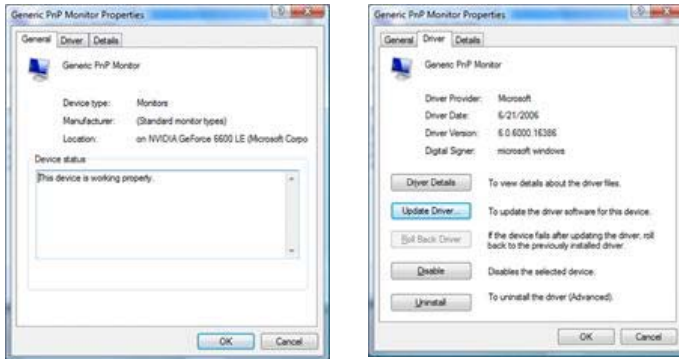 Generic PnP Monitor Properties
General Driver Details
Generic PnP Monitor
Device type: Monitors
Manufacturer: (Standard monitor types)
Location: on NVIDIA GeForce 6600 LE (Microsoft Corpo
Device status
This device is working properly.
OK Cancel
Generic PnP Monitor Properties
General Driver Details
Generic PnP Monitor
Driver Provider: Microsoft
Driver Date: 6/21/2006
Driver Version: 6.0.6000.16386
Digital Signer: microsoft windows
Driver Details To view details about the driver files.
Update Driver... To update the driver software for this device.
Roll Back Driver If the device fails after updating the driver, roll
back to the previously installed driver.
Disable Disables the selected device.
Uninstall To uninstall the driver (Advanced).
OK Cancel